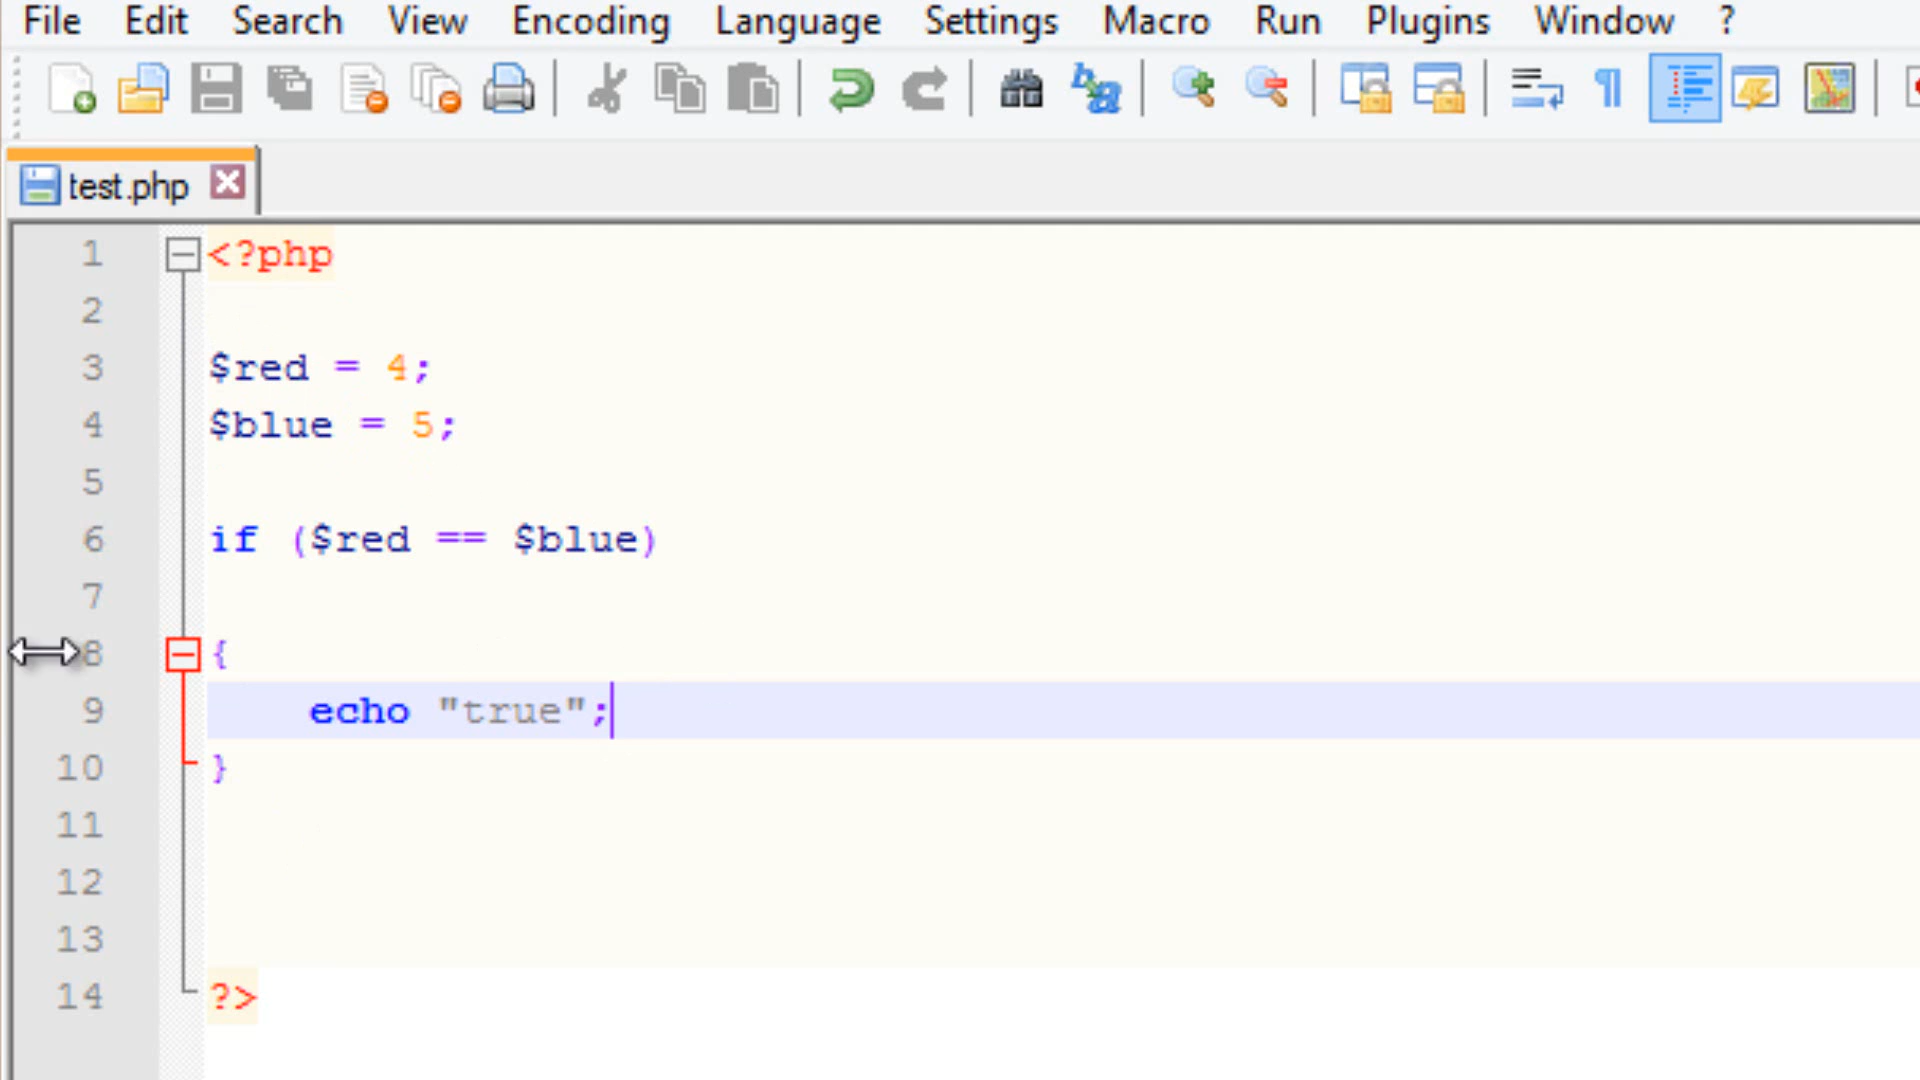 File Edit Search View Encoding Language Settings Macro Run Plugins Window ?
test.php
1 <?php
2
3 $red = 4;
4 $blue = 5;
5
6 if ($red == $blue)
7
8 {
9 echo "true";
10 }
11
12
13
14 ?>